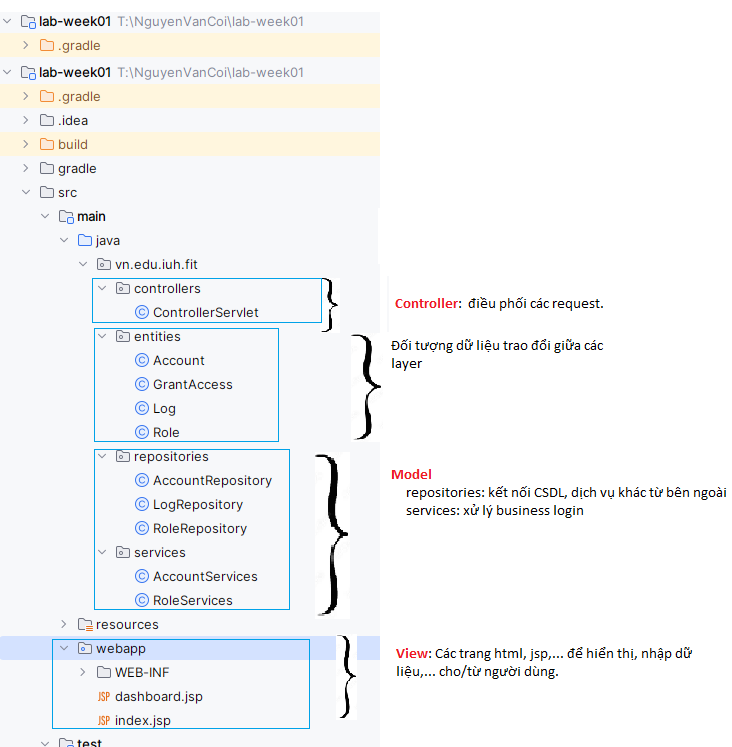 lab-week01 T:\NguyenVanCoi\lab-week01
.gradle
lab-week01 T:\NguyenVanCoi\lab-week01
.gradle
.idea
build
gradle
src
main
java
vn.edu.iuh.fit
controllers
ControllerServlet
Controller: điều phối các request.
entities
Account
GrantAccess
Log
Role
Đối tượng dữ liệu trao đổi giữa các
layer
repositories
AccountRepository
LogRepository
RoleRepository
services
AccountServices
RoleServices
Model
repositories: kết nối CSDL, dịch vụ khác từ bên ngoài
services: xử lý business login
resources
webapp
WEB-INF
JSP dashboard.jsp
JSP index.jsp
View: Các trang html, jsp,... để hiển thị, nhập dữ
liệu,... cho/từ người dùng.
test